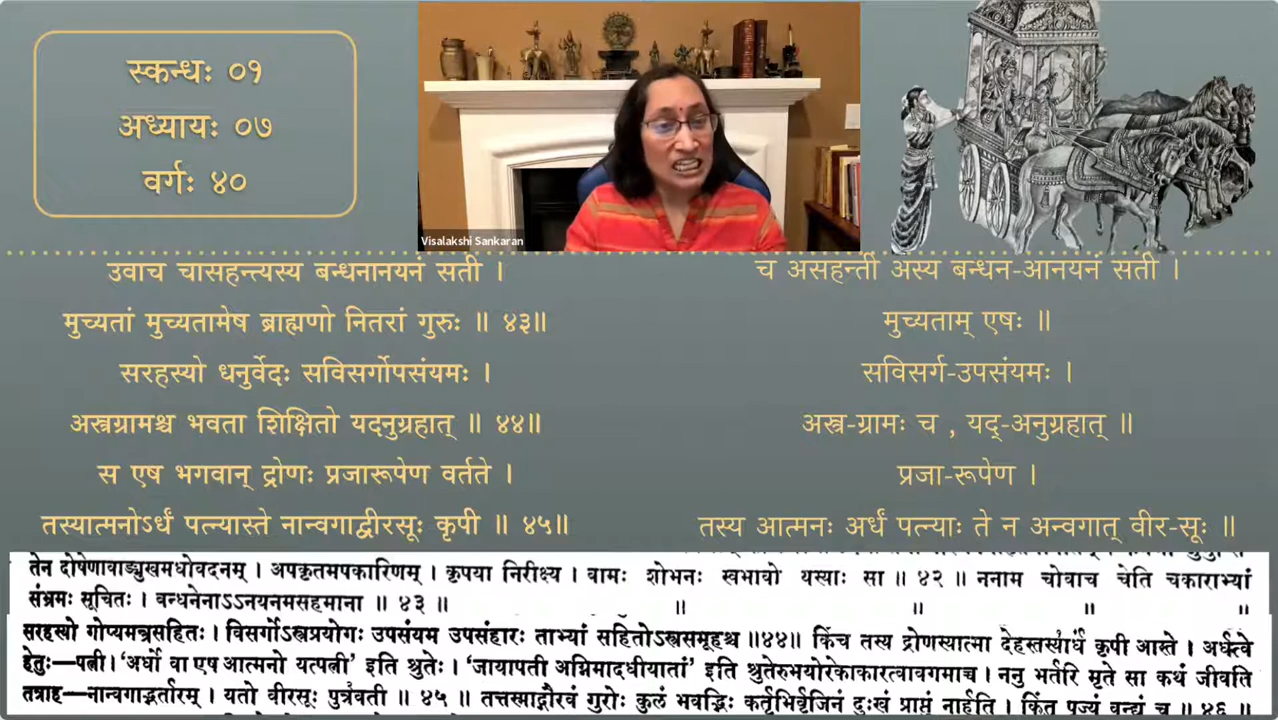 स्कन्धः ०१
अध्यायः ०७
वर्गः ४०
Visalakshi Sankaran
उवाच चासहन्त्यस्य बन्धनानयनं सती ।
मुच्यतां मुच्यतामेष ब्राह्मणो नितरां गुरुः ॥ ४३॥
सरहस्यो धनुर्वेदः सविसर्गोपसंयमः ।
अस्त्रग्रामश्च भवता शिक्षितो यदनुग्रहात् ॥ ४४॥
स एष भगवान् द्रोणः प्रजारूपेण वर्तते ।
तस्यात्मनोऽर्धं पत्न्यास्ते नान्वगाद्वीरसूः कृपी ॥ ४५॥
च असहन्ती अस्य बन्धन-आनयनं सती ।
मुच्यताम् एषः ॥
सविसर्ग-उपसंयमः ।
अस्त्र-ग्रामः च , यद्-अनुग्रहात् ॥
प्रजा-रूपेण ।
तस्य आत्मनः अर्धं पत्न्याः ते न अन्वगात् वीर-सूः ॥
तेन दोषेणावाङ्मुखमधोवदनम् । अपकृतमपकारिणम् । कृपया निरीक्ष्य । वामः शोभनः स्वभावो यस्याः सा ॥ ४२ ॥ ननाम चोवाच चेति चकाराभ्यां
संभ्रमः सूचितः । बन्धनेनाऽऽनयनमसहमाना ॥ ४३ ॥ ॥ ॥ ॥ ॥
सरहस्यो गोप्यमन्त्रसहितः । विसर्गोऽस्त्रप्रयोगः उपसंयम उपसंहारः ताभ्यां सहितोऽस्त्रसमूहश्च ॥४४॥ किंच तस्य द्रोणस्यात्मा देहस्तस्यार्धं कृपी आस्ते । अर्धत्वे
हेतुः—पत्नी । 'अर्धो वा एष आत्मनो यत्पत्नी' इति श्रुतेः । 'जायापती अग्निमादधीयातां' इति श्रुतेरुभयोरेकाकारत्वावगमाच्च । ननु भर्तरि मृते सा कथं जीवति
तत्राह—नान्वगाद्भर्तारम् । यतो वीरसूः पुत्रवती ॥ ४५ ॥ तत्तस्माद्गौरवं गुरोः कुलं भवद्भिः कर्तृभिर्वृजिनं दुःखं प्राप्तुं नार्हति । किंतु पूज्यं वन्द्यं च ॥ ४६ ॥